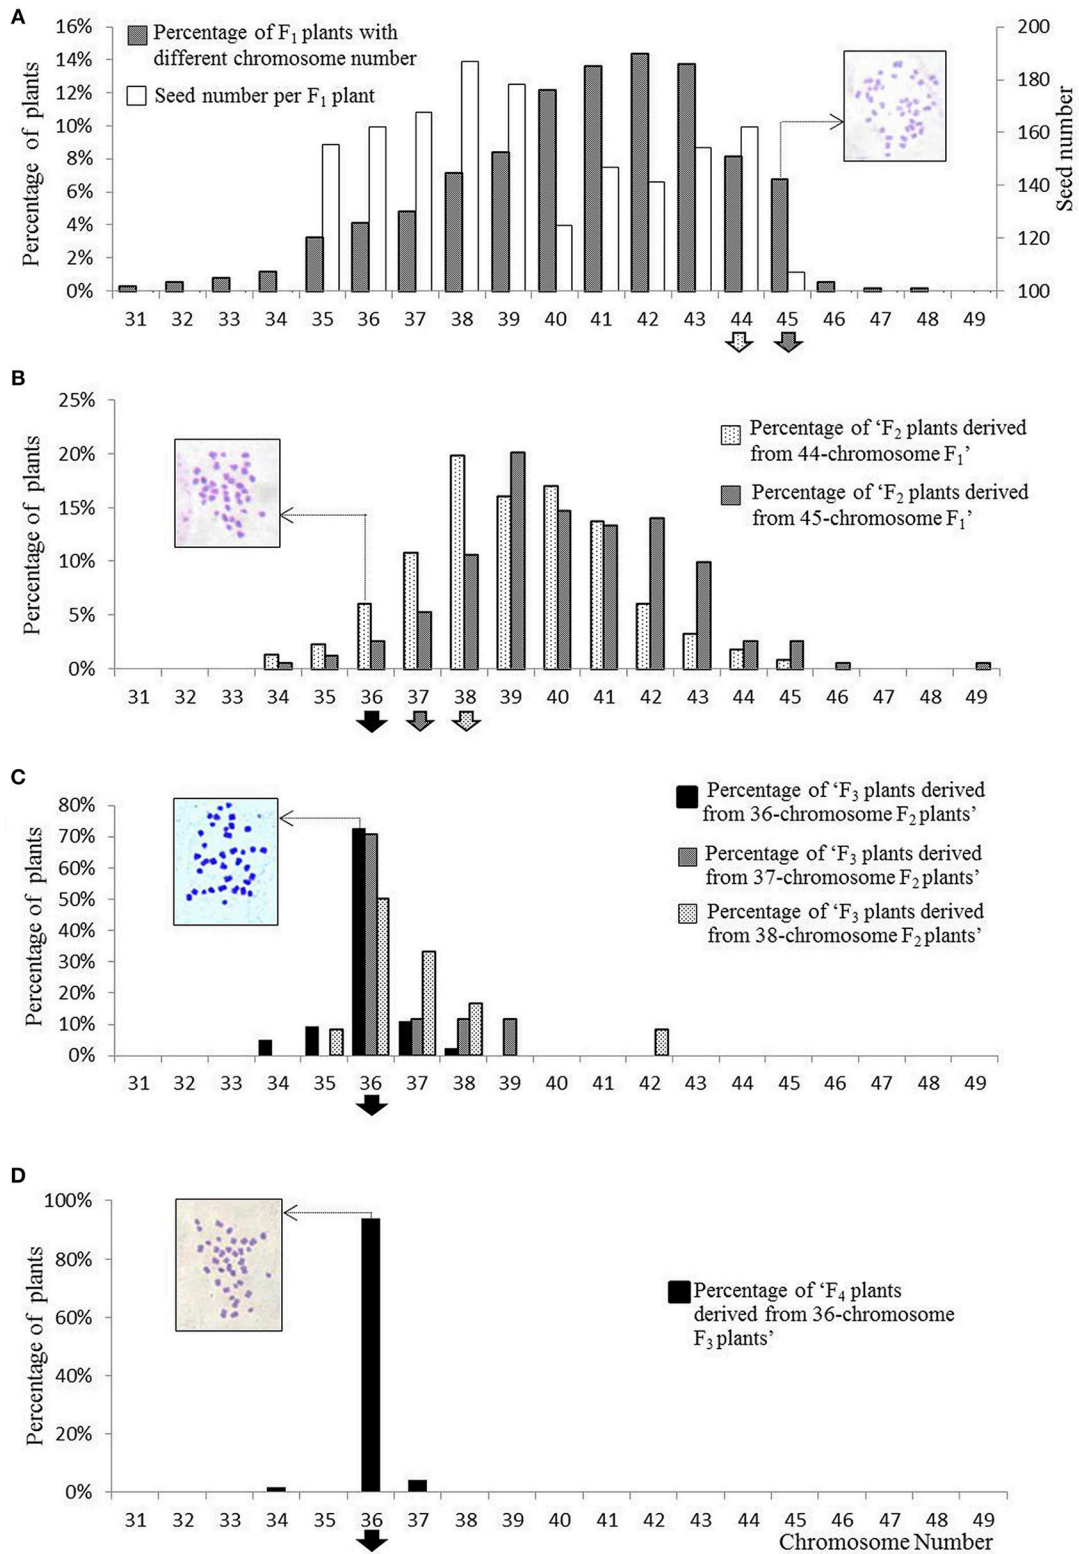 A
16%
14%
12%
10%
8%
6%
4%
2%
0%
Percentage of plants
Percentage of F1 plants with
different chromosome number
Seed number per F1 plant
200
180
160
140
120
100
Seed number
31 32 33 34 35 36 37 38 39 40 41 42 43 44 45 46 47 48 49
B
25%
20%
15%
10%
5%
0%
Percentage of plants
Percentage of ‘F2 plants derived
from 44-chromosome F1’
Percentage of ‘F2 plants derived
from 45-chromosome F1’
31 32 33 34 35 36 37 38 39 40 41 42 43 44 45 46 47 48 49
C
80%
70%
60%
50%
40%
30%
20%
10%
0%
Percentage of plants
Percentage of ‘F3 plants derived
from 36-chromosome F2 plants’
Percentage of ‘F3 plants derived
from 37-chromosome F2 plants’
Percentage of ‘F3 plants derived
from 38-chromosome F2 plants’
31 32 33 34 35 36 37 38 39 40 41 42 43 44 45 46 47 48 49
D
100%
80%
60%
40%
20%
0%
Percentage of plants
Percentage of ‘F4 plants
derived from 36-chromosome
F3 plants’
31 32 33 34 35 36 37 38 39 40 41 42 43 44 45 46 47 48 49
Chromosome Number